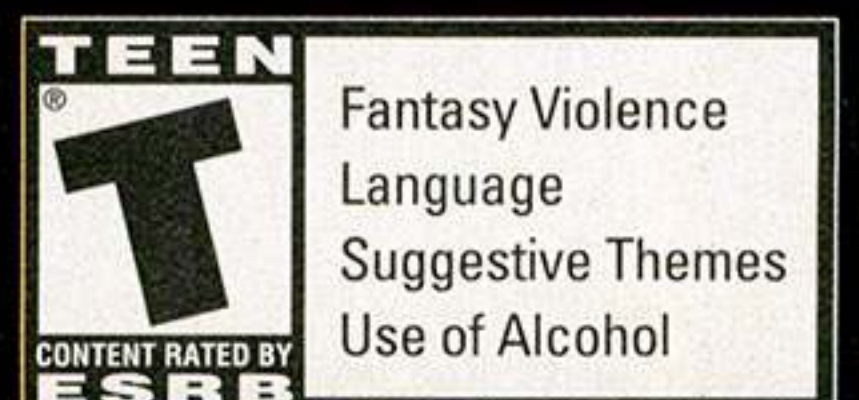 TEEN
®
T
CONTENT RATED BY
ESRB
Fantasy Violence
Language
Suggestive Themes
Use of Alcohol